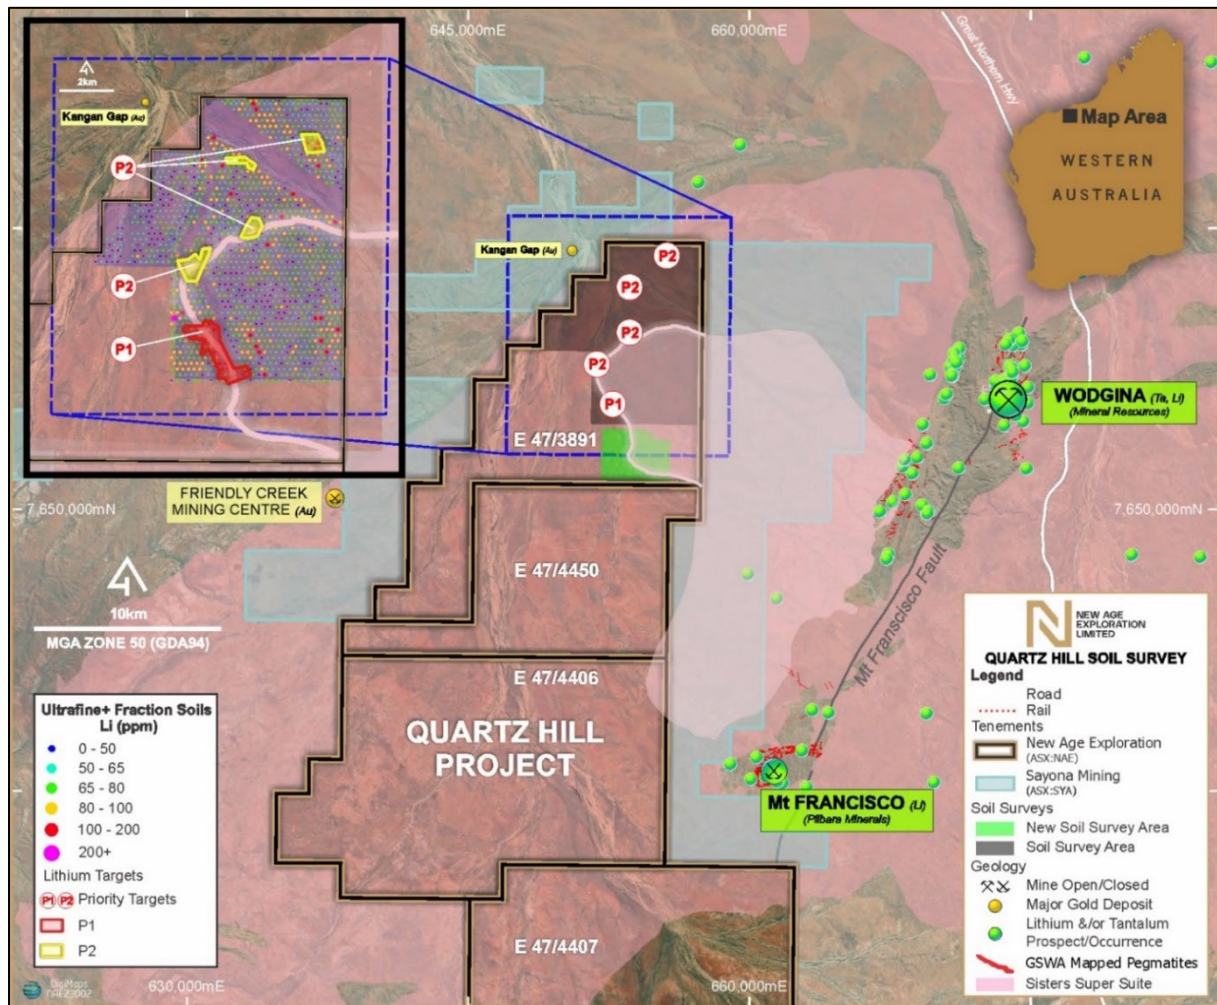 645,000mE
660,000mE
Great Northern Hwy
2km
Kangan Gap (Au)
P2
P2
P1
Map Area
WESTERN
AUSTRALIA
Kangan Gap (Au)
P2
P2
P2
P2
P1
E 47/3891
WODGINA (Ta, Li)
(Mineral Resources)
FRIENDLY CREEK
MINING CENTRE (Au)
7,650,000mN
7,650,000mN
E 47/4450
10km
MGA ZONE 50 (GDA94)
Mt Franscisco Fault
E 47/4406
QUARTZ HILL
PROJECT
Mt FRANCISCO (Li)
(Pilbara Minerals)
E 47/4407
Ultrafine+ Fraction Soils
Li (ppm)
0 - 50
50 - 65
65 - 80
80 - 100
100 - 200
200+
Lithium Targets
P1 P2 Priority Targets
P1
P2
DigiMaps
NAE23002
630,000mE
660,000mE
N NEW AGE
EXPLORATION
LIMITED
QUARTZ HILL SOIL SURVEY
Legend
Road
Rail
Tenements
New Age Exploration
(ASX:NAE)
Sayona Mining
(ASX:SYA)
Soil Surveys
New Soil Survey Area
Soil Survey Area
Geology
Mine Open/Closed
Major Gold Deposit
Lithium &/or Tantalum
Prospect/Occurrence
GSWA Mapped Pegmatites
Sisters Super Suite